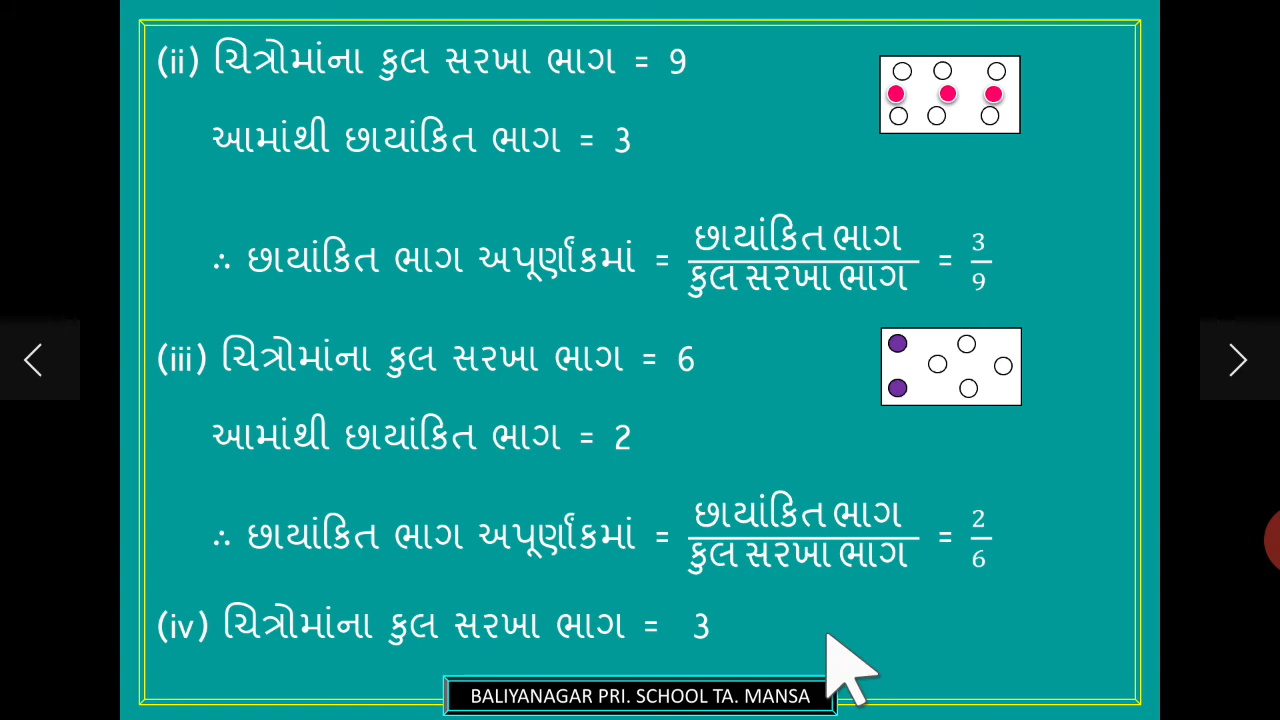 (ii) ચિત્રોમાંના કુલ સરખા ભાગ = 9
આમાંથી છાયાંકિત ભાગ = 3
∴ છાયાંકિત ભાગ અપૂર્ણાંકમાં = છાયાંકિત ભાગ / કુલ સરખા ભાગ = 3/9
(iii) ચિત્રોમાંના કુલ સરખા ભાગ = 6
આમાંથી છાયાંકિત ભાગ = 2
∴ છાયાંકિત ભાગ અપૂર્ણાંકમાં = છાયાંકિત ભાગ / કુલ સરખા ભાગ = 2/6
(iv) ચિત્રોમાંના કુલ સરખા ભાગ = 3
BALIYANAGAR PRI. SCHOOL TA. MANSA